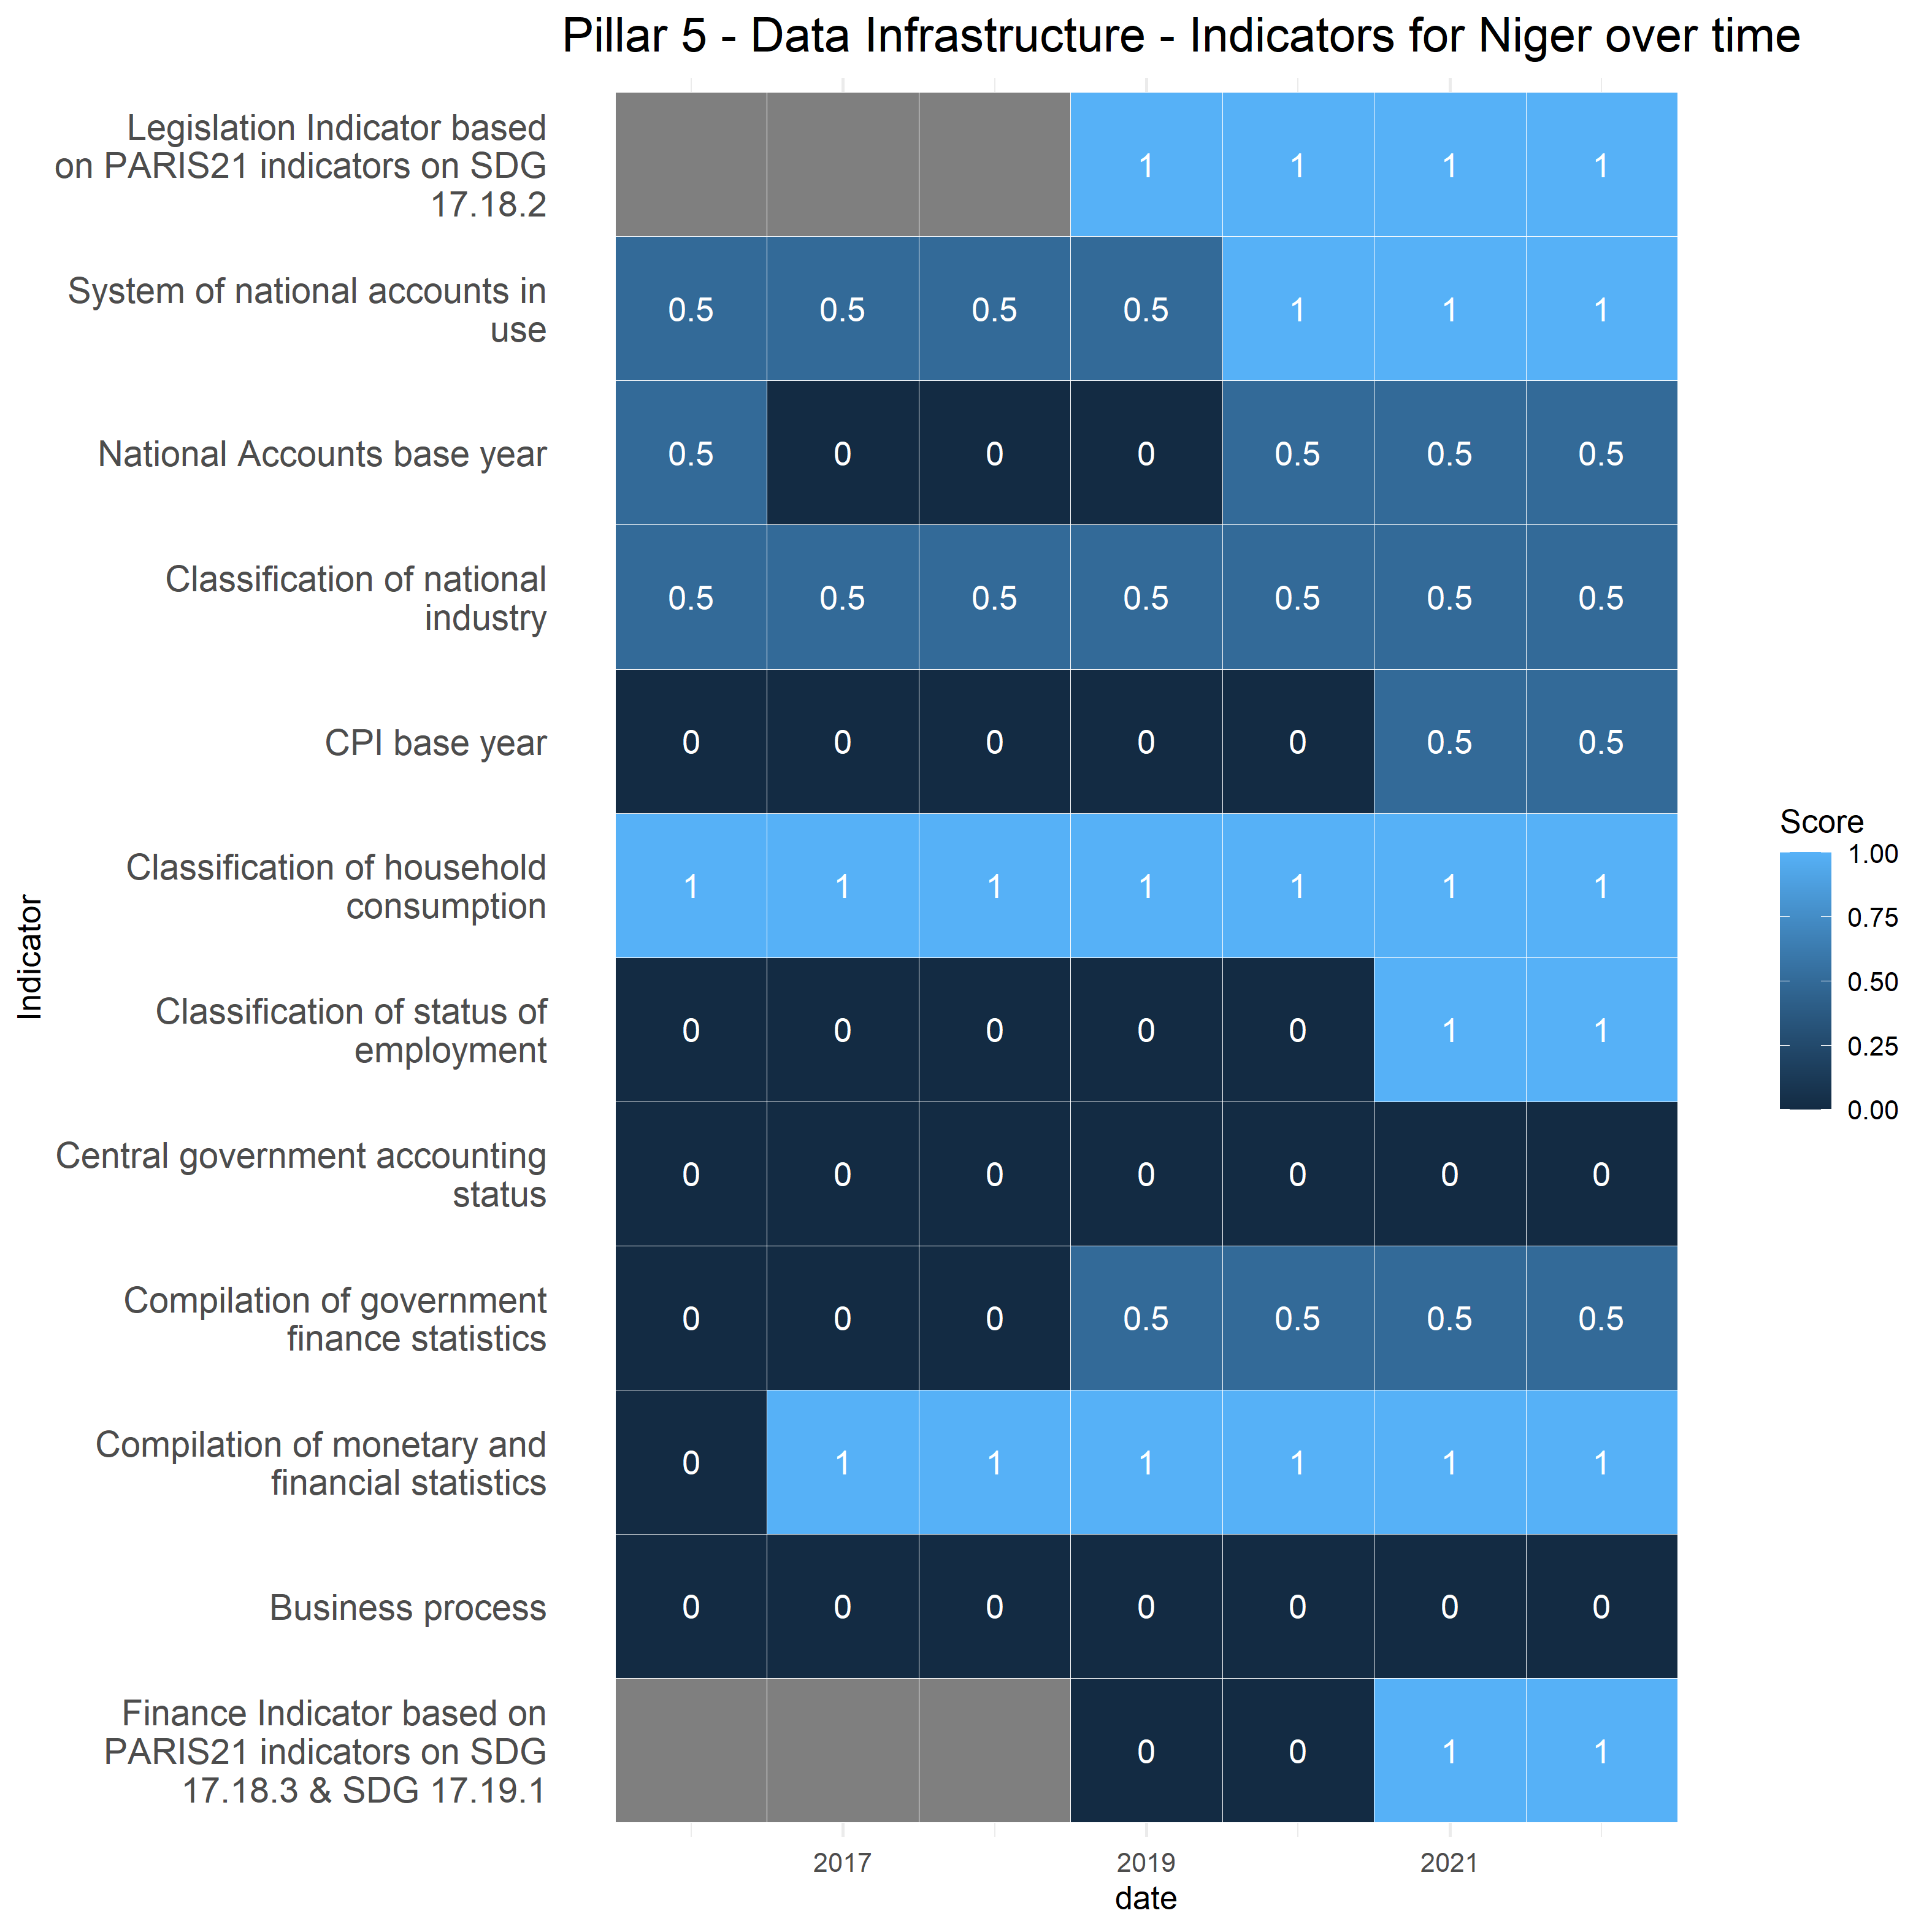 Pillar 5 - Data Infrastructure - Indicators for Niger over time
Legislation Indicator based
on PARIS21 indicators on SDG
17.18.2
1 1 1 1
System of national accounts in
use
0.5 0.5 0.5 0.5 1 1 1
National Accounts base year
0.5 0 0 0 0.5 0.5 0.5
Classification of national
industry
0.5 0.5 0.5 0.5 0.5 0.5 0.5
CPI base year
0 0 0 0 0 0.5 0.5
Classification of household
consumption
1 1 1 1 1 1 1
Classification of status of
employment
0 0 0 0 0 1 1
Central government accounting
status
0 0 0 0 0 0 0
Compilation of government
finance statistics
0 0 0 0.5 0.5 0.5 0.5
Compilation of monetary and
financial statistics
0 1 1 1 1 1 1
Business process
0 0 0 0 0 0 0
Finance Indicator based on
PARIS21 indicators on SDG
17.18.3 & SDG 17.19.1
0 0 1 1
Indicator
2017 2019 2021
date
Score
1.00
0.75
0.50
0.25
0.00